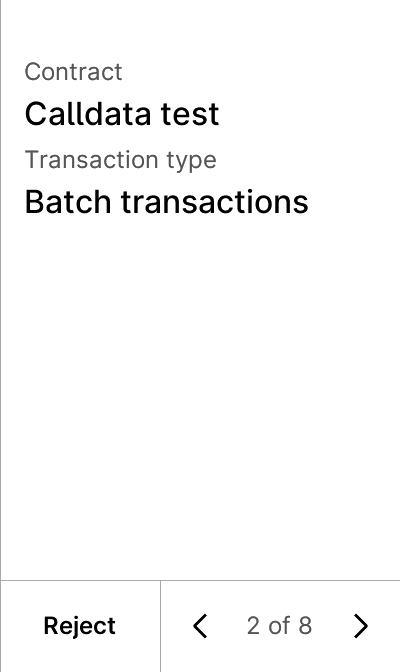 Contract
Calldata test
Transaction type
Batch transactions
Reject
2 of 8